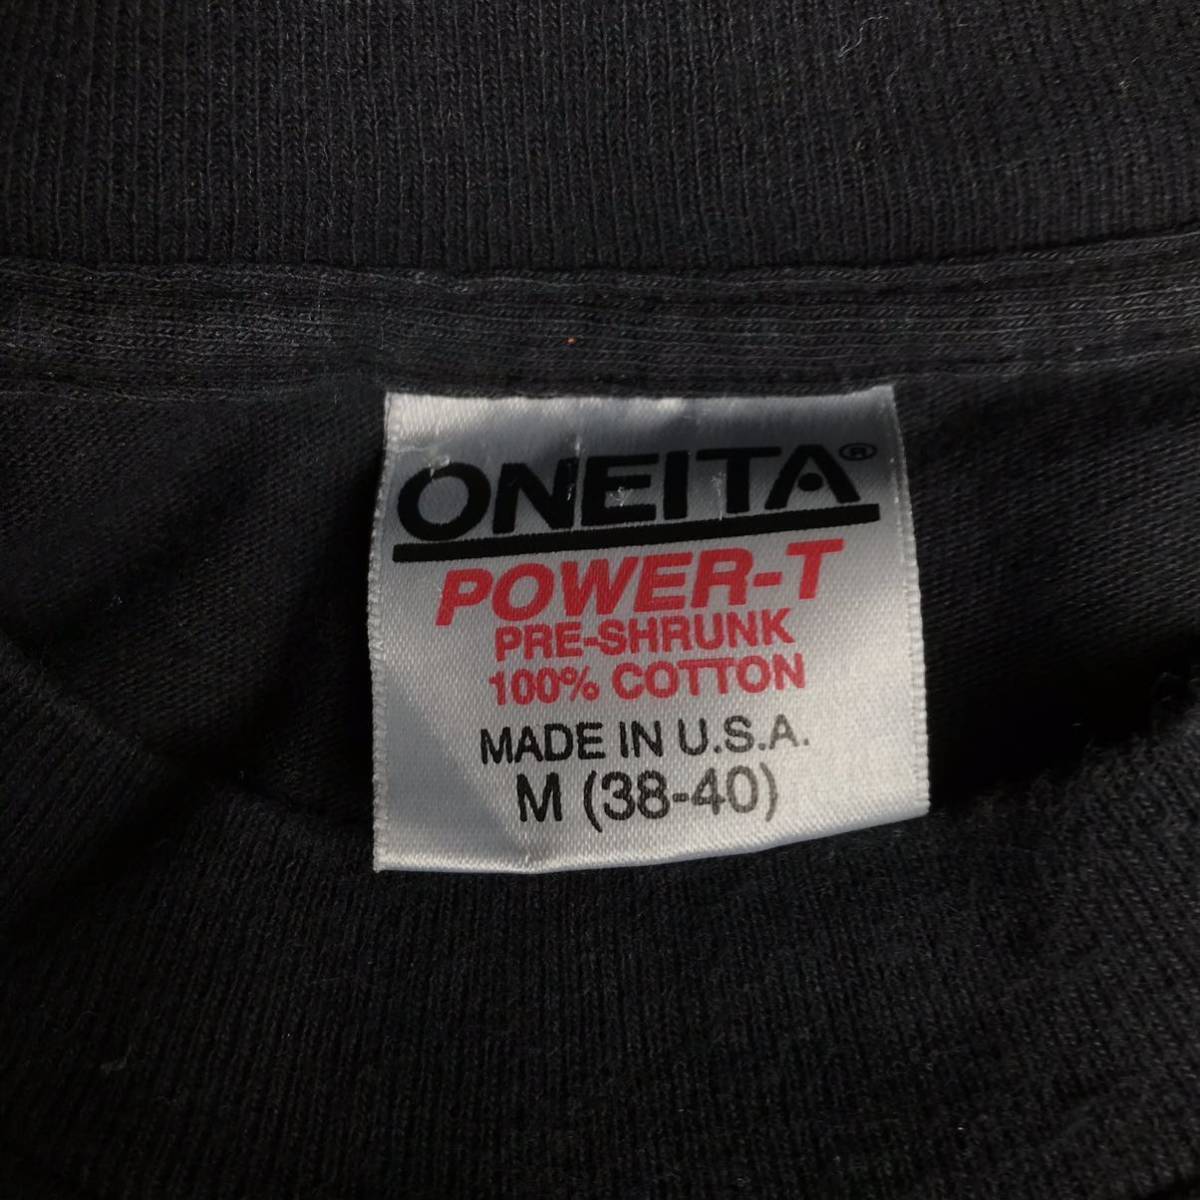 ONEITA®
POWER-T
PRE-SHRUNK
100% COTTON
MADE IN U.S.A.
M (38-40)